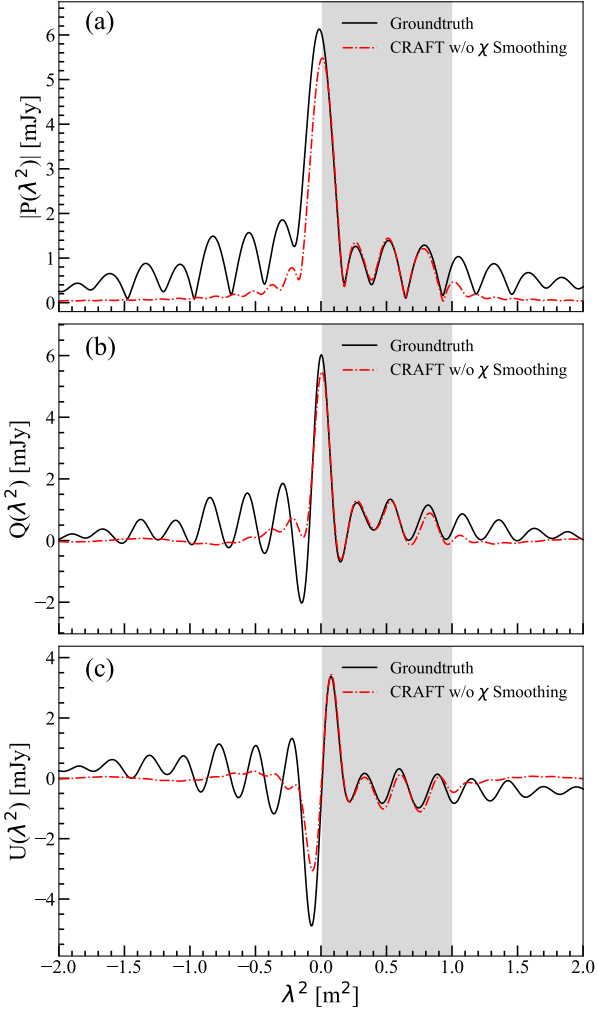 (a)
Groundtruth
CRAFT w/o χ Smoothing
|P(λ²)| [mJy]
6
5
4
3
2
1
0
(b)
Groundtruth
CRAFT w/o χ Smoothing
Q(λ²) [mJy]
6
4
2
0
−2
(c)
Groundtruth
CRAFT w/o χ Smoothing
U(λ²) [mJy]
4
2
0
−2
−4
−2.0 −1.5 −1.0 −0.5 0.0 0.5 1.0 1.5 2.0
λ² [m²]